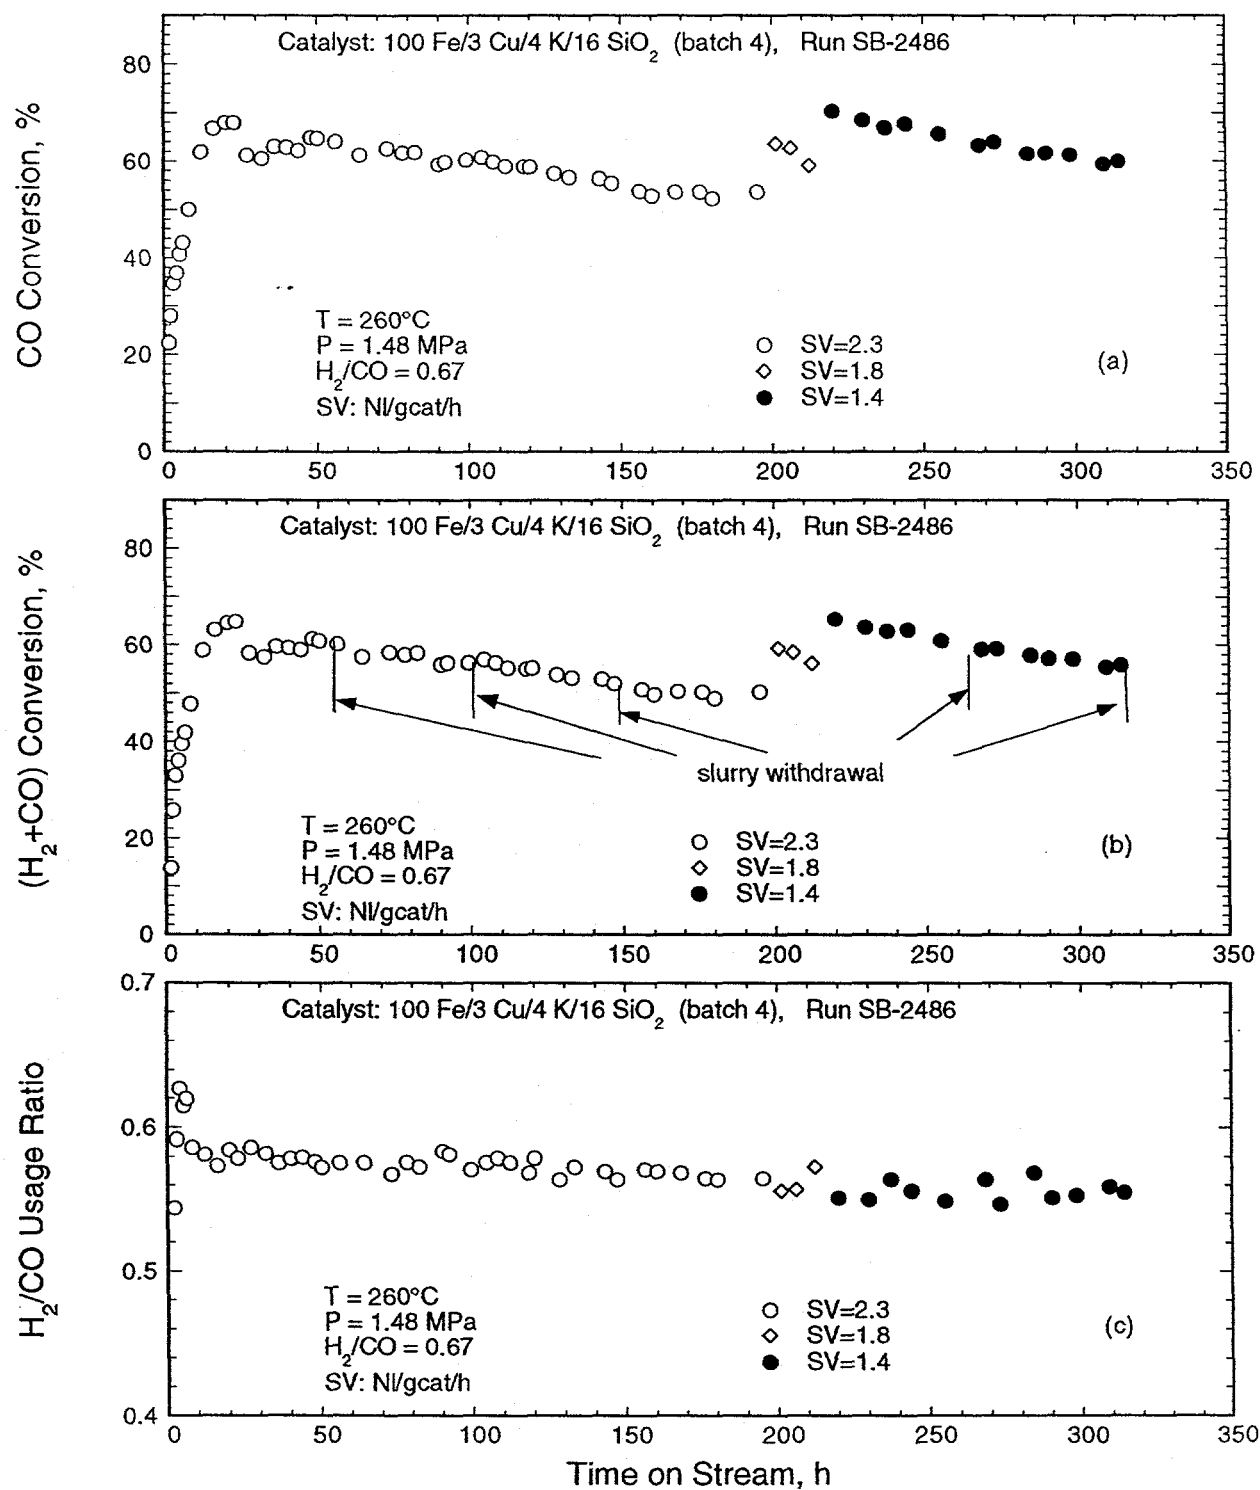 Catalyst: 100 Fe/3 Cu/4 K/16 SiO2 (batch 4), Run SB-2486
CO Conversion, %
80
60
40
20
0
T = 260°C
P = 1.48 MPa
H2/CO = 0.67
SV: Nl/gcat/h
SV=2.3
SV=1.8
SV=1.4
(a)
0 50 100 150 200 250 300 350
Catalyst: 100 Fe/3 Cu/4 K/16 SiO2 (batch 4), Run SB-2486
(H2+CO) Conversion, %
80
60
40
20
0
slurry withdrawal
T = 260°C
P = 1.48 MPa
H2/CO = 0.67
SV: Nl/gcat/h
SV=2.3
SV=1.8
SV=1.4
(b)
0 50 100 150 200 250 300 350
Catalyst: 100 Fe/3 Cu/4 K/16 SiO2 (batch 4), Run SB-2486
H2/CO Usage Ratio
0.7
0.6
0.5
0.4
T = 260°C
P = 1.48 MPa
H2/CO = 0.67
SV: Nl/gcat/h
SV=2.3
SV=1.8
SV=1.4
(c)
0 50 100 150 200 250 300 350
Time on Stream, h